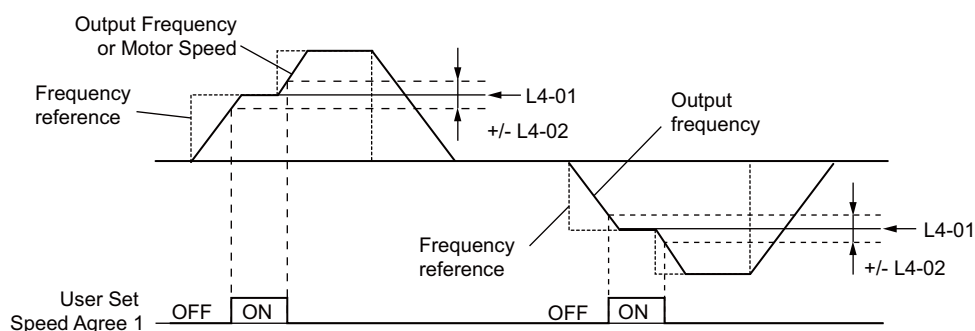 Output Frequency
or Motor Speed
Frequency
reference
L4-01
+/- L4-02
Output
frequency
Frequency
reference
L4-01
+/- L4-02
User Set
Speed Agree 1
OFF
ON
OFF
ON